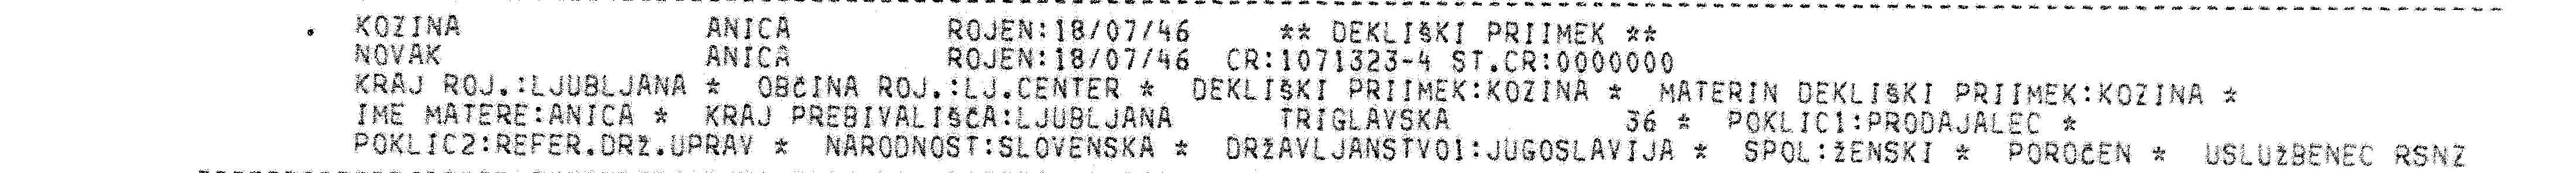 . KOZINA ANICA ROJEN:18/07/46 ** DEKLIŠKI PRIIMEK **
NOVAK ANICA ROJEN:18/07/46 CR:1071323-4 ST.CR:0000000
KRAJ ROJ.:LJUBLJANA * OBČINA ROJ.:LJ.CENTER * DEKLIŠKI PRIIMEK:KOZINA * MATERIN DEKLIŠKI PRIIMEK:KOZINA *
IME MATERE:ANICA * KRAJ PREBIVALIŠČA:LJUBLJANA TRIGLAVSKA 36 * POKLIC1:PRODAJALEC *
POKLIC2:REFER.DRŽ.UPRAV * NARODNOST:SLOVENSKA * DRŽAVLJANSTVO1:JUGOSLAVIJA * SPOL:ŽENSKI * POROČEN * USLUŽBENEC RSNZ